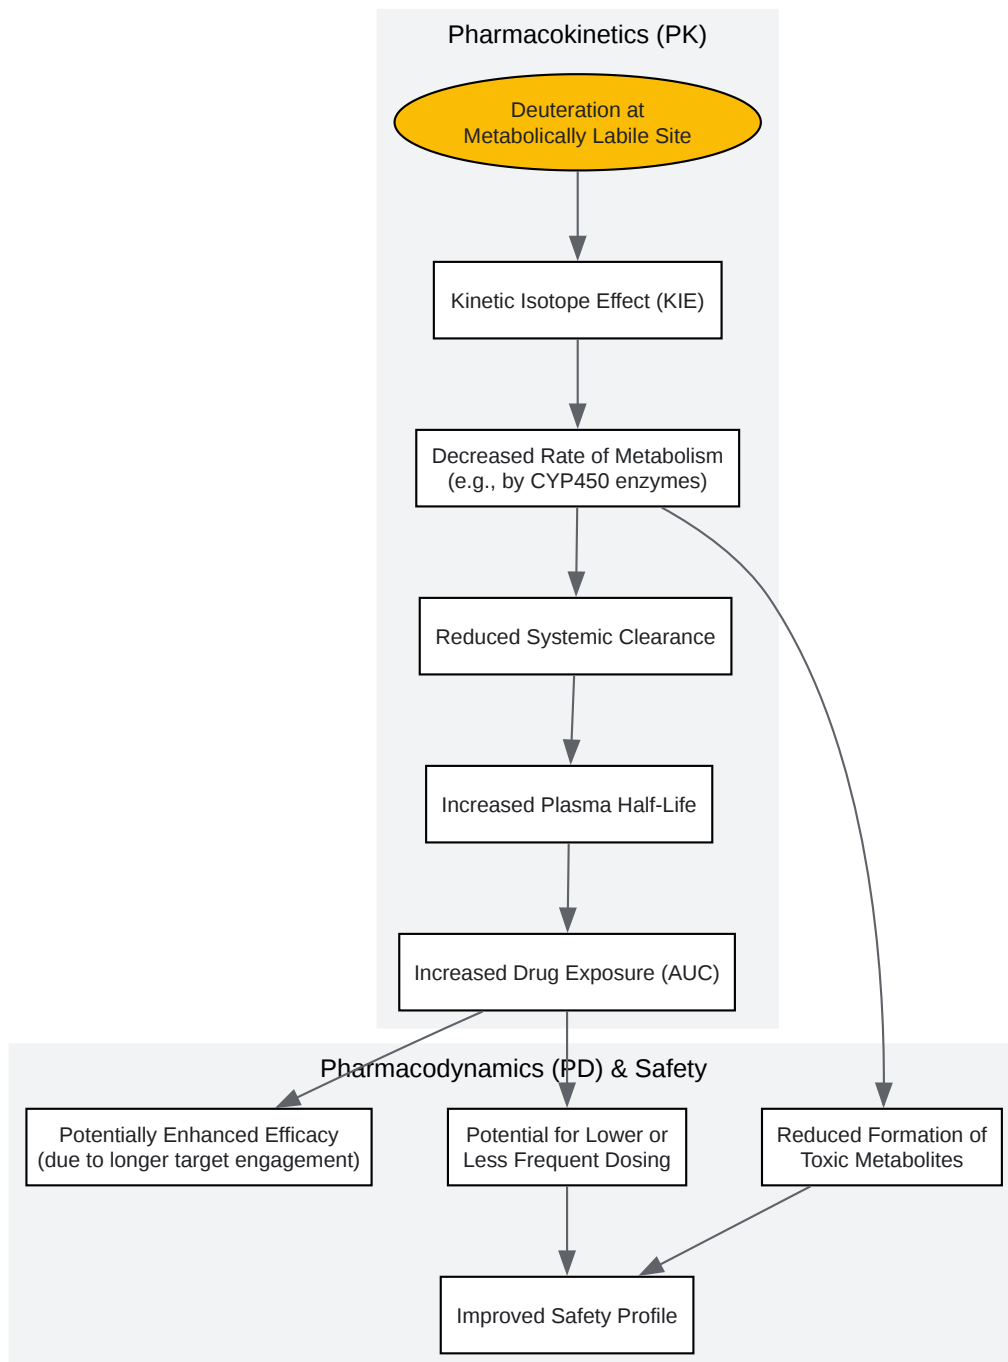 Pharmacokinetics (PK)
Deuteration at
Metabolically Labile Site
Kinetic Isotope Effect (KIE)
Decreased Rate of Metabolism
(e.g., by CYP450 enzymes)
Reduced Systemic Clearance
Increased Plasma Half-Life
Increased Drug Exposure (AUC)
Pharmacodynamics (PD) & Safety
Potentially Enhanced Efficacy
(due to longer target engagement)
Potential for Lower or
Less Frequent Dosing
Reduced Formation of
Toxic Metabolites
Improved Safety Profile